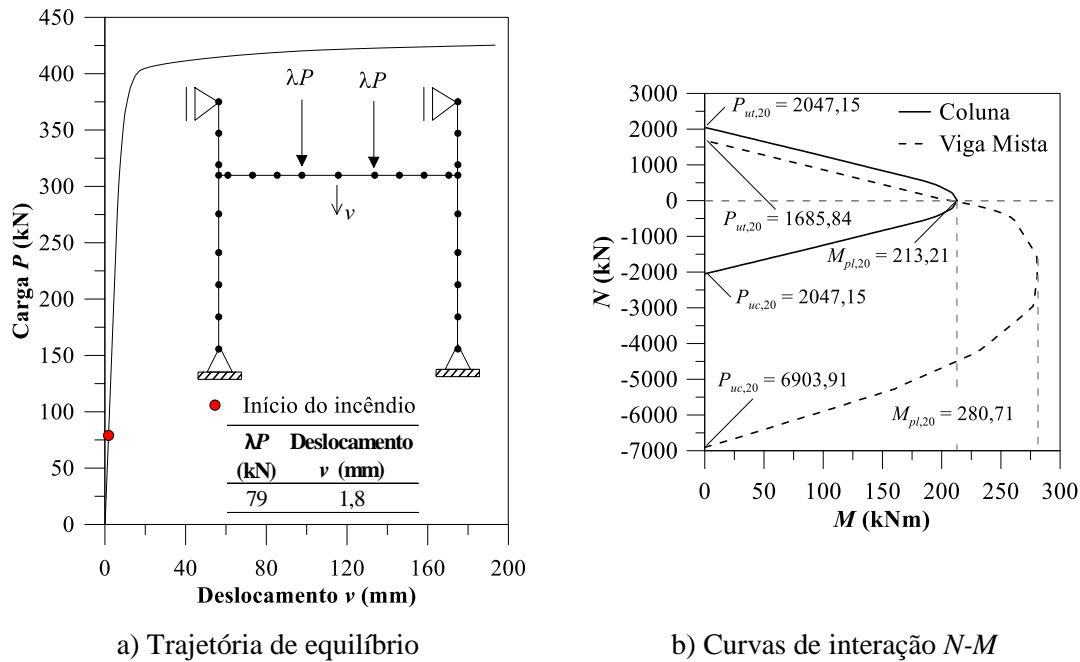 450
400
350
300
250
200
150
100
50
0
Carga P (kN)
0 40 80 120 160 200
Deslocamento v (mm)
λP λP
v
Início do incêndio
λP Deslocamento
(kN) v (mm)
79 1,8
a) Trajetória de equilíbrio
3000
2000
1000
0
-1000
-2000
-3000
-4000
-5000
-6000
-7000
N (kN)
0 50 100 150 200 250 300
M (kNm)
Put,20 = 2047,15
Coluna
Viga Mista
Put,20 = 1685,84
Mpl,20 = 213,21
Puc,20 = 2047,15
Puc,20 = 6903,91
Mpl,20 = 280,71
b) Curvas de interação N-M